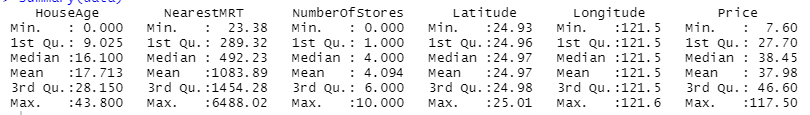 > summary(data)
HouseAge NearestMRT NumberOfStores Latitude Longitude Price
Min. : 0.000 Min. : 23.38 Min. : 0.000 Min. :24.93 Min. :121.5 Min. : 7.60
1st Qu.: 9.025 1st Qu.: 289.32 1st Qu.: 1.000 1st Qu.:24.96 1st Qu.:121.5 1st Qu.: 27.70
Median :16.100 Median : 492.23 Median : 4.000 Median :24.97 Median :121.5 Median : 38.45
Mean :17.713 Mean :1083.89 Mean : 4.094 Mean :24.97 Mean :121.5 Mean : 37.98
3rd Qu.:28.150 3rd Qu.:1454.28 3rd Qu.: 6.000 3rd Qu.:24.98 3rd Qu.:121.5 3rd Qu.: 46.60
Max. :43.800 Max. :6488.02 Max. :10.000 Max. :25.01 Max. :121.6 Max. :117.50